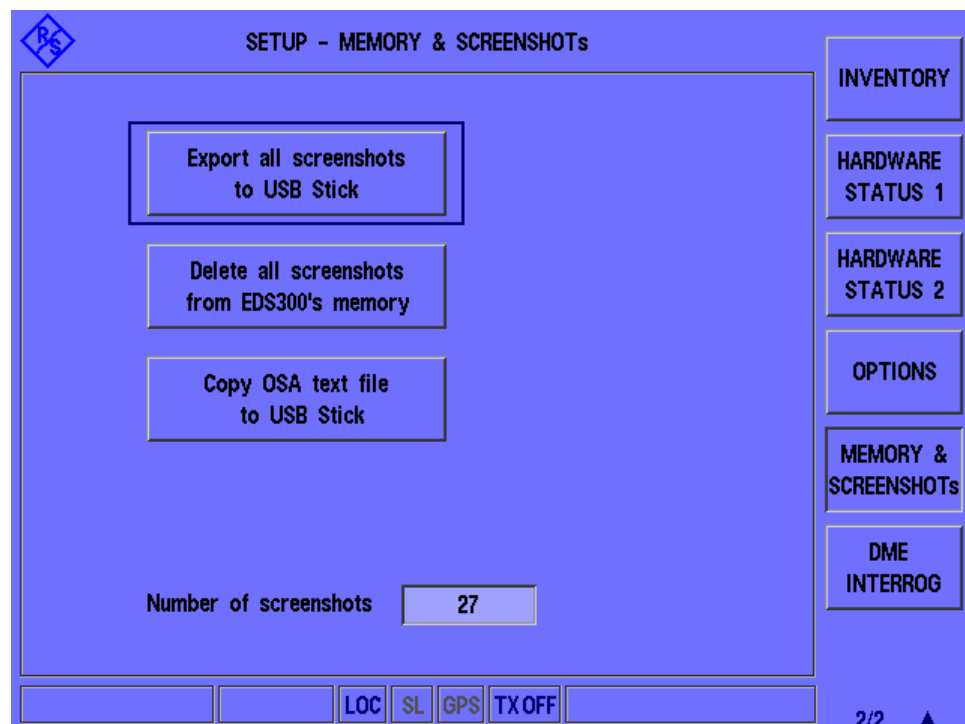 R/S
SETUP - MEMORY & SCREENSHOTs
Export all screenshots
to USB Stick
Delete all screenshots
from EDS300's memory
Copy OSA text file
to USB Stick
Number of screenshots 27
INVENTORY
HARDWARE
STATUS 1
HARDWARE
STATUS 2
OPTIONS
MEMORY &
SCREENSHOTs
DME
INTERROG
LOC SL GPS TX OFF
2/2